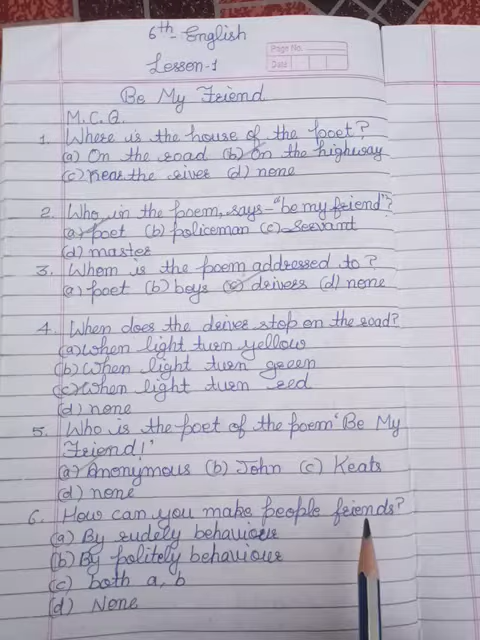 6th - English
Page No.
Date
Lesson-1
Be My Friend
M.C.Q.
1. Where is the house of the poet?
(a) On the road (b) On the highway
(c) Near the river (d) none
2. Who, in the poem, says - "be my friend"?
(a) poet (b) policeman (c) Servant
(d) master
3. Whom is the poem addressed to?
(a) poet (b) boys (c) drivers (d) none
4. When does the driver stop on the road?
(a) When light turn yellow
(b) When light turn green
(c) When light turn red
(d) none
5. Who is the poet of the poem 'Be My
Friend!'
(a) Anonymous (b) John (c) Keats
(d) none
6. How can you make people friends?
(a) By rudely behaviour
(b) By politely behaviour
(c) both a, b
(d) None